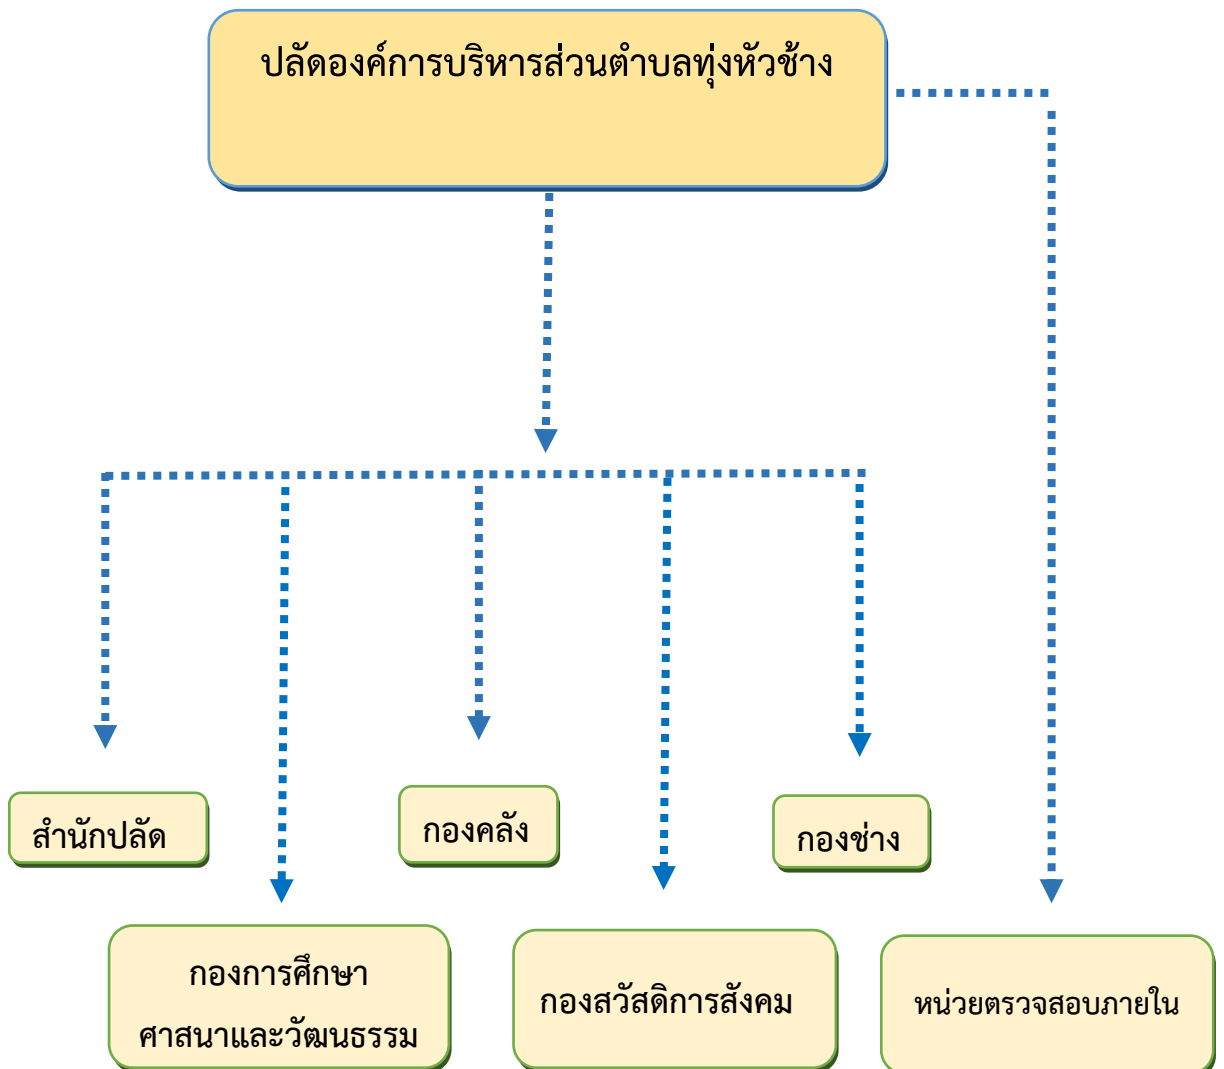 ปลัดองค์การบริหารส่วนตำบลทุ่งหัวช้าง
สำนักปลัด
กองคลัง
กองช่าง
กองการศึกษา
ศาสนาและวัฒนธรรม
กองสวัสดิการสังคม
หน่วยตรวจสอบภายใน